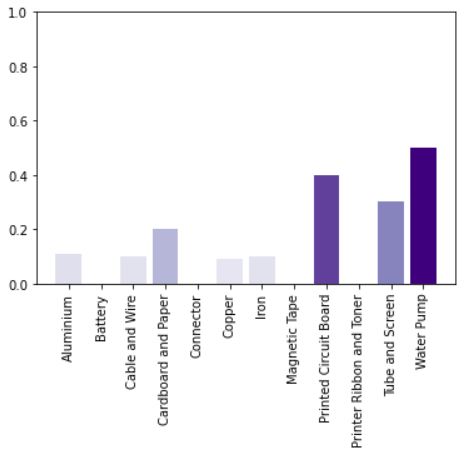 1.0
0.8
0.6
0.4
0.2
0.0
Aluminium
Battery
Cable and Wire
Cardboard and Paper
Connector
Copper
Iron
Magnetic Tape
Printed Circuit Board
Printer Ribbon and Toner
Tube and Screen
Water Pump